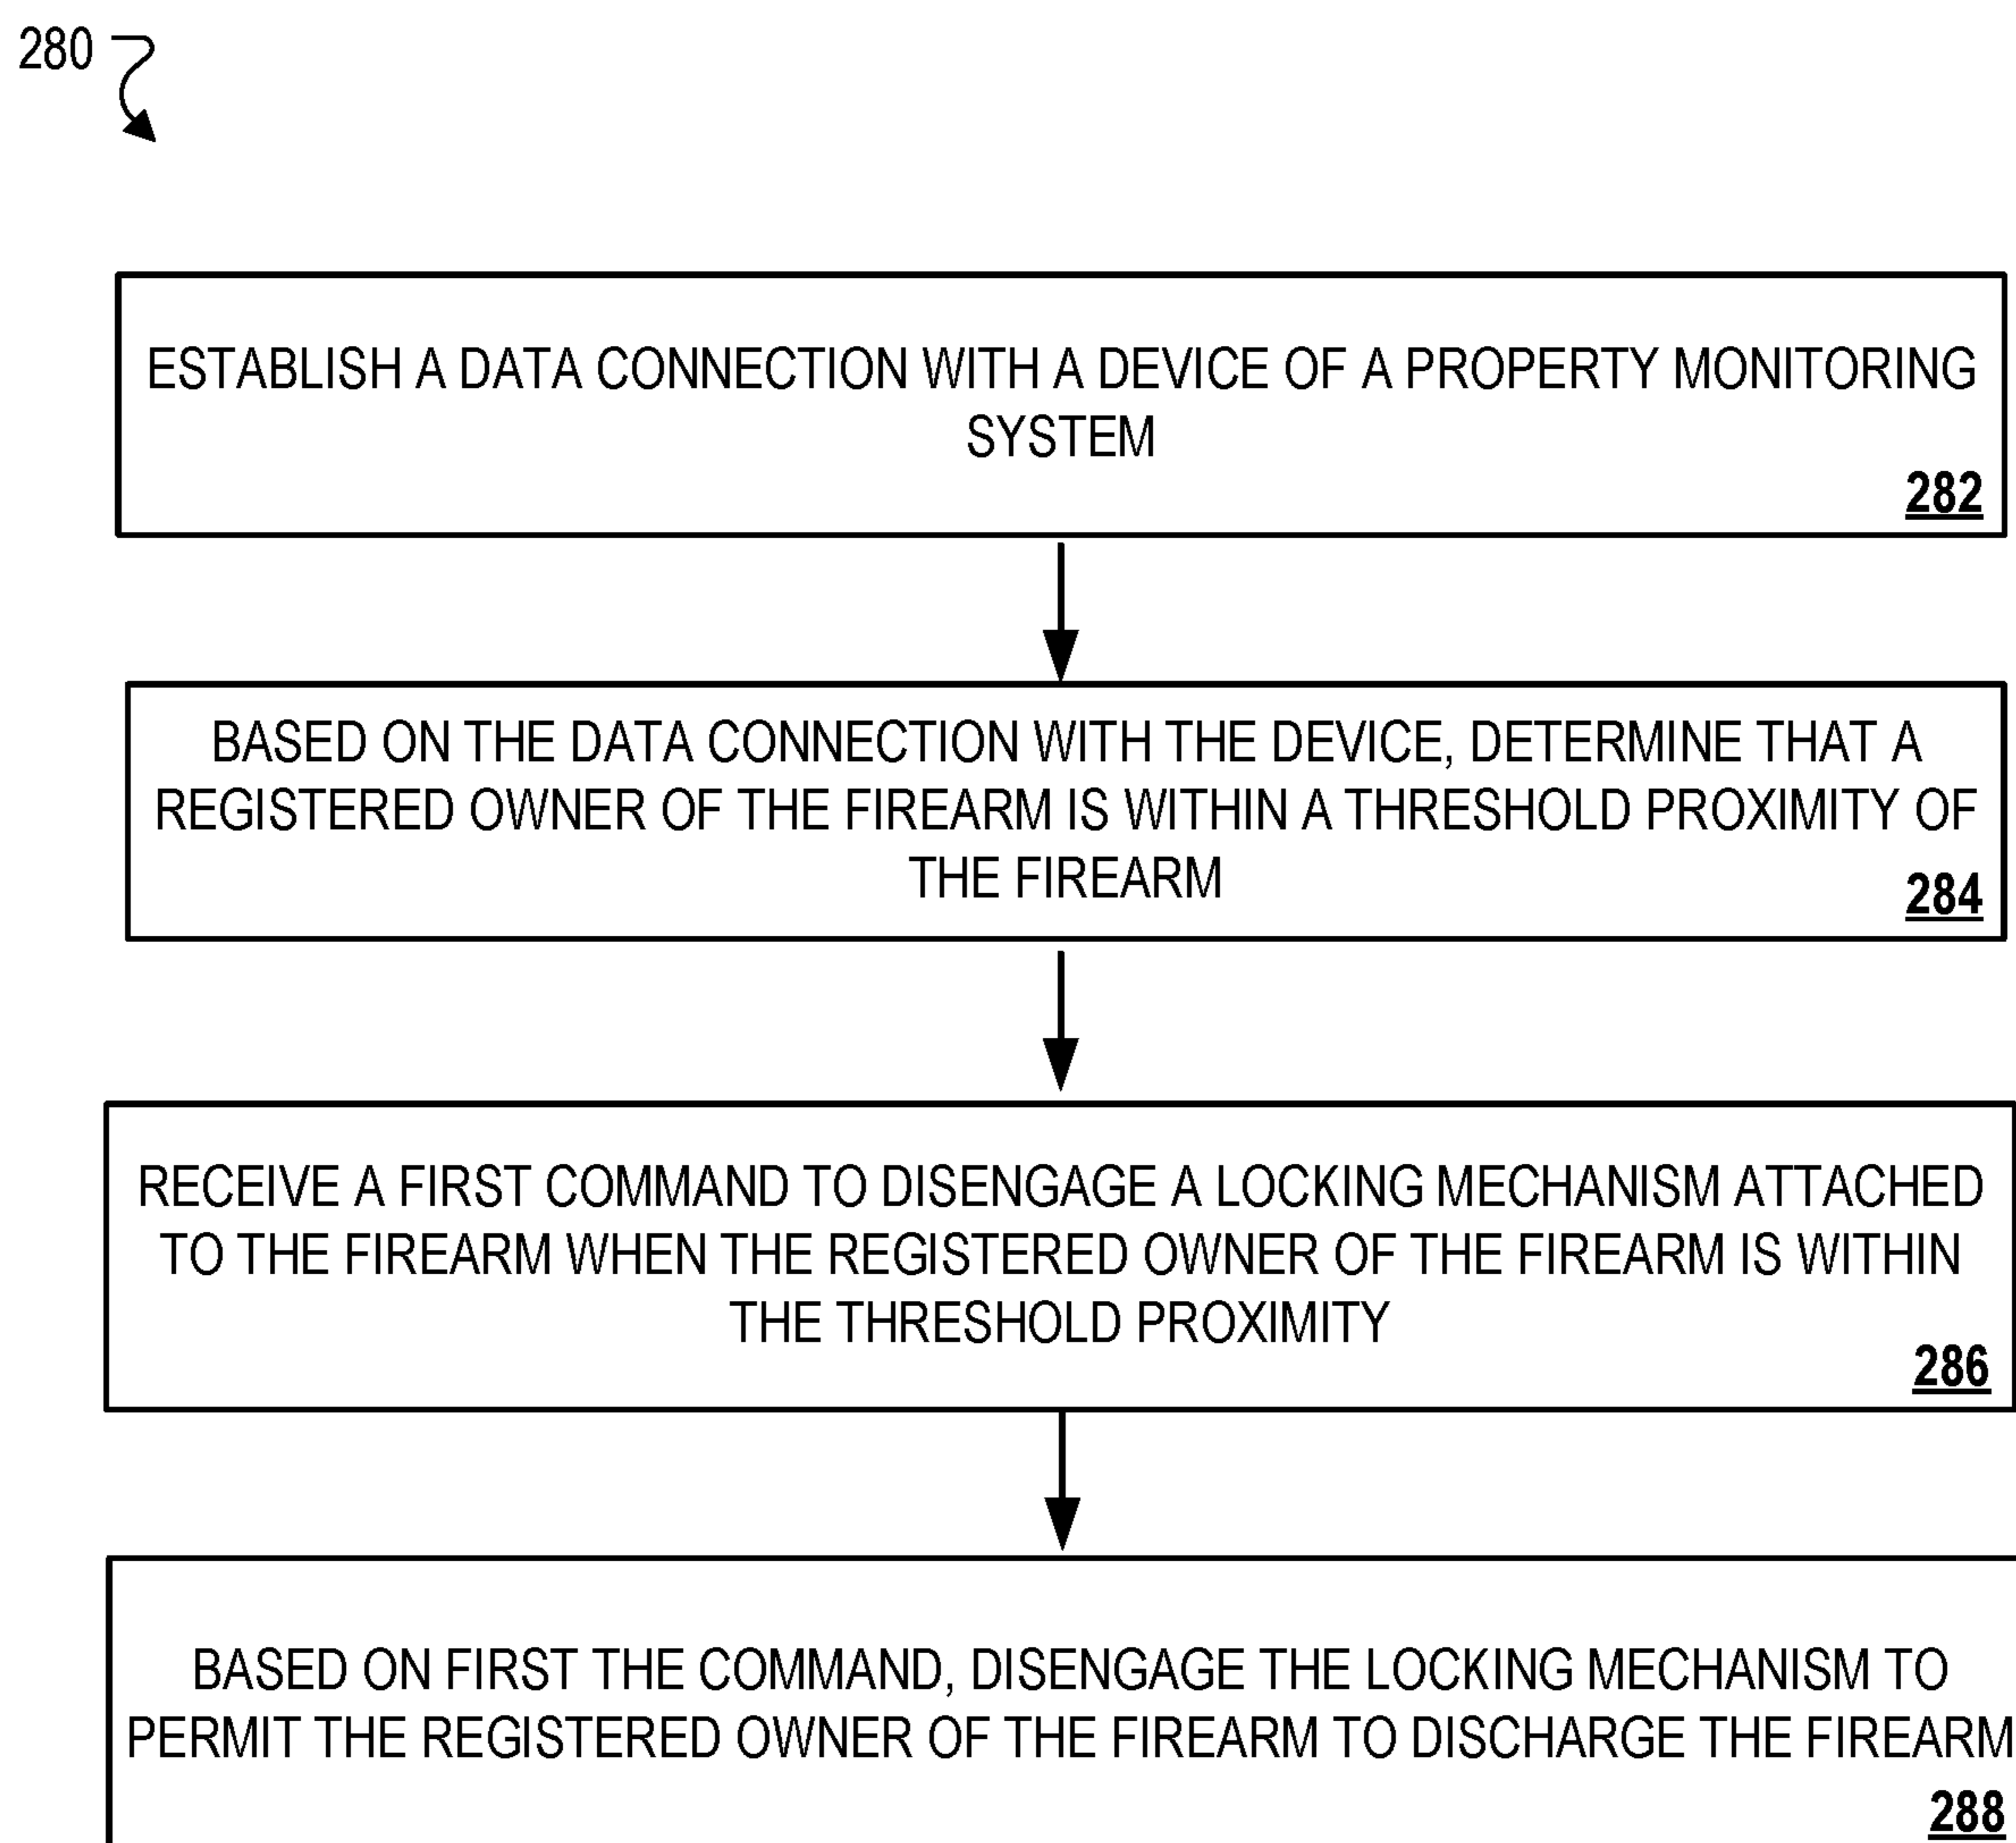 280
ESTABLISH A DATA CONNECTION WITH A DEVICE OF A PROPERTY MONITORING
SYSTEM
282
BASED ON THE DATA CONNECTION WITH THE DEVICE, DETERMINE THAT A
REGISTERED OWNER OF THE FIREARM IS WITHIN A THRESHOLD PROXIMITY OF
THE FIREARM
284
RECEIVE A FIRST COMMAND TO DISENGAGE A LOCKING MECHANISM ATTACHED
TO THE FIREARM WHEN THE REGISTERED OWNER OF THE FIREARM IS WITHIN
THE THRESHOLD PROXIMITY
286
BASED ON FIRST THE COMMAND, DISENGAGE THE LOCKING MECHANISM TO
PERMIT THE REGISTERED OWNER OF THE FIREARM TO DISCHARGE THE FIREARM
288